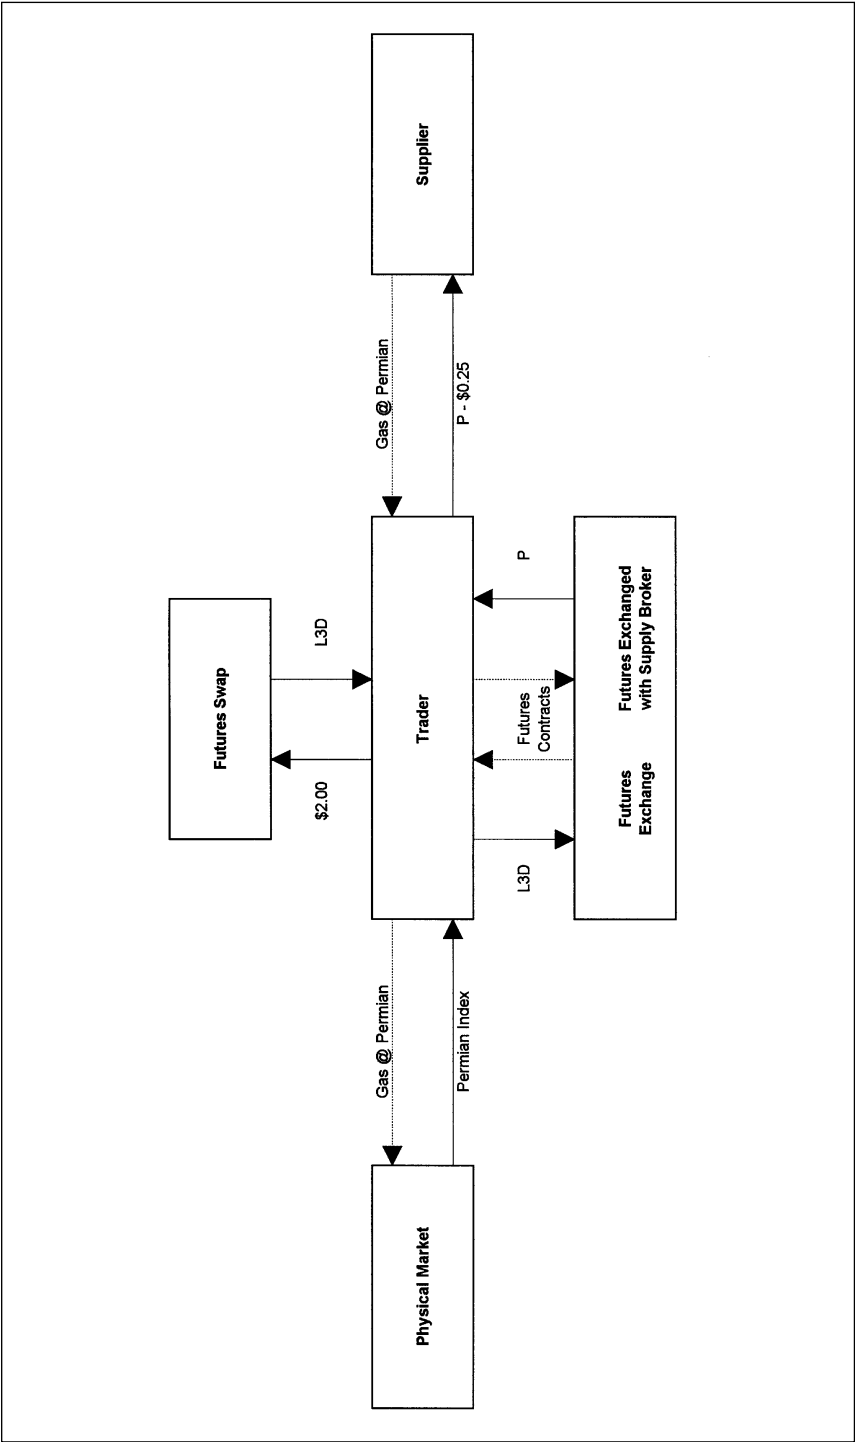 Futures Swap
$2.00
L3D
Gas @ Permian
Gas @ Permian
Physical Market
Trader
Supplier
Permian Index
P - $0.25
L3D
Futures
Contracts
P
Futures
Exchange
Futures Exchanged
with Supply Broker